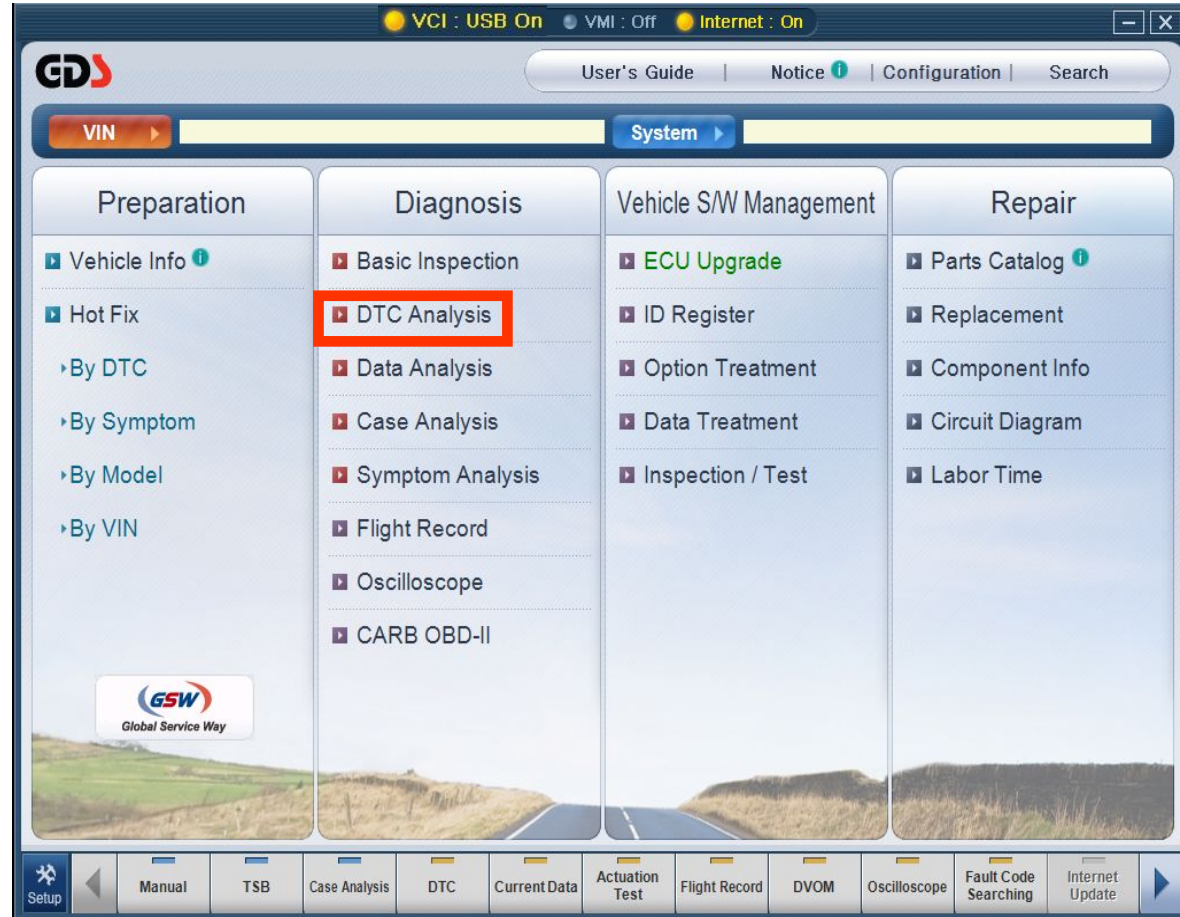 VCI : USB On VMI : Off Internet : On
GDS
User's Guide | Notice i | Configuration | Search
VIN System
Preparation
Vehicle Info i
Hot Fix
By DTC
By Symptom
By Model
By VIN
GSW
Global Service Way
Diagnosis
Basic Inspection
DTC Analysis
Data Analysis
Case Analysis
Symptom Analysis
Flight Record
Oscilloscope
CARB OBD-II
Vehicle S/W Management
ECU Upgrade
ID Register
Option Treatment
Data Treatment
Inspection / Test
Repair
Parts Catalog i
Replacement
Component Info
Circuit Diagram
Labor Time
Setup
Manual
TSB
Case Analysis
DTC
Current Data
Actuation
Test
Flight Record
DVOM
Oscilloscope
Fault Code
Searching
Internet
Update